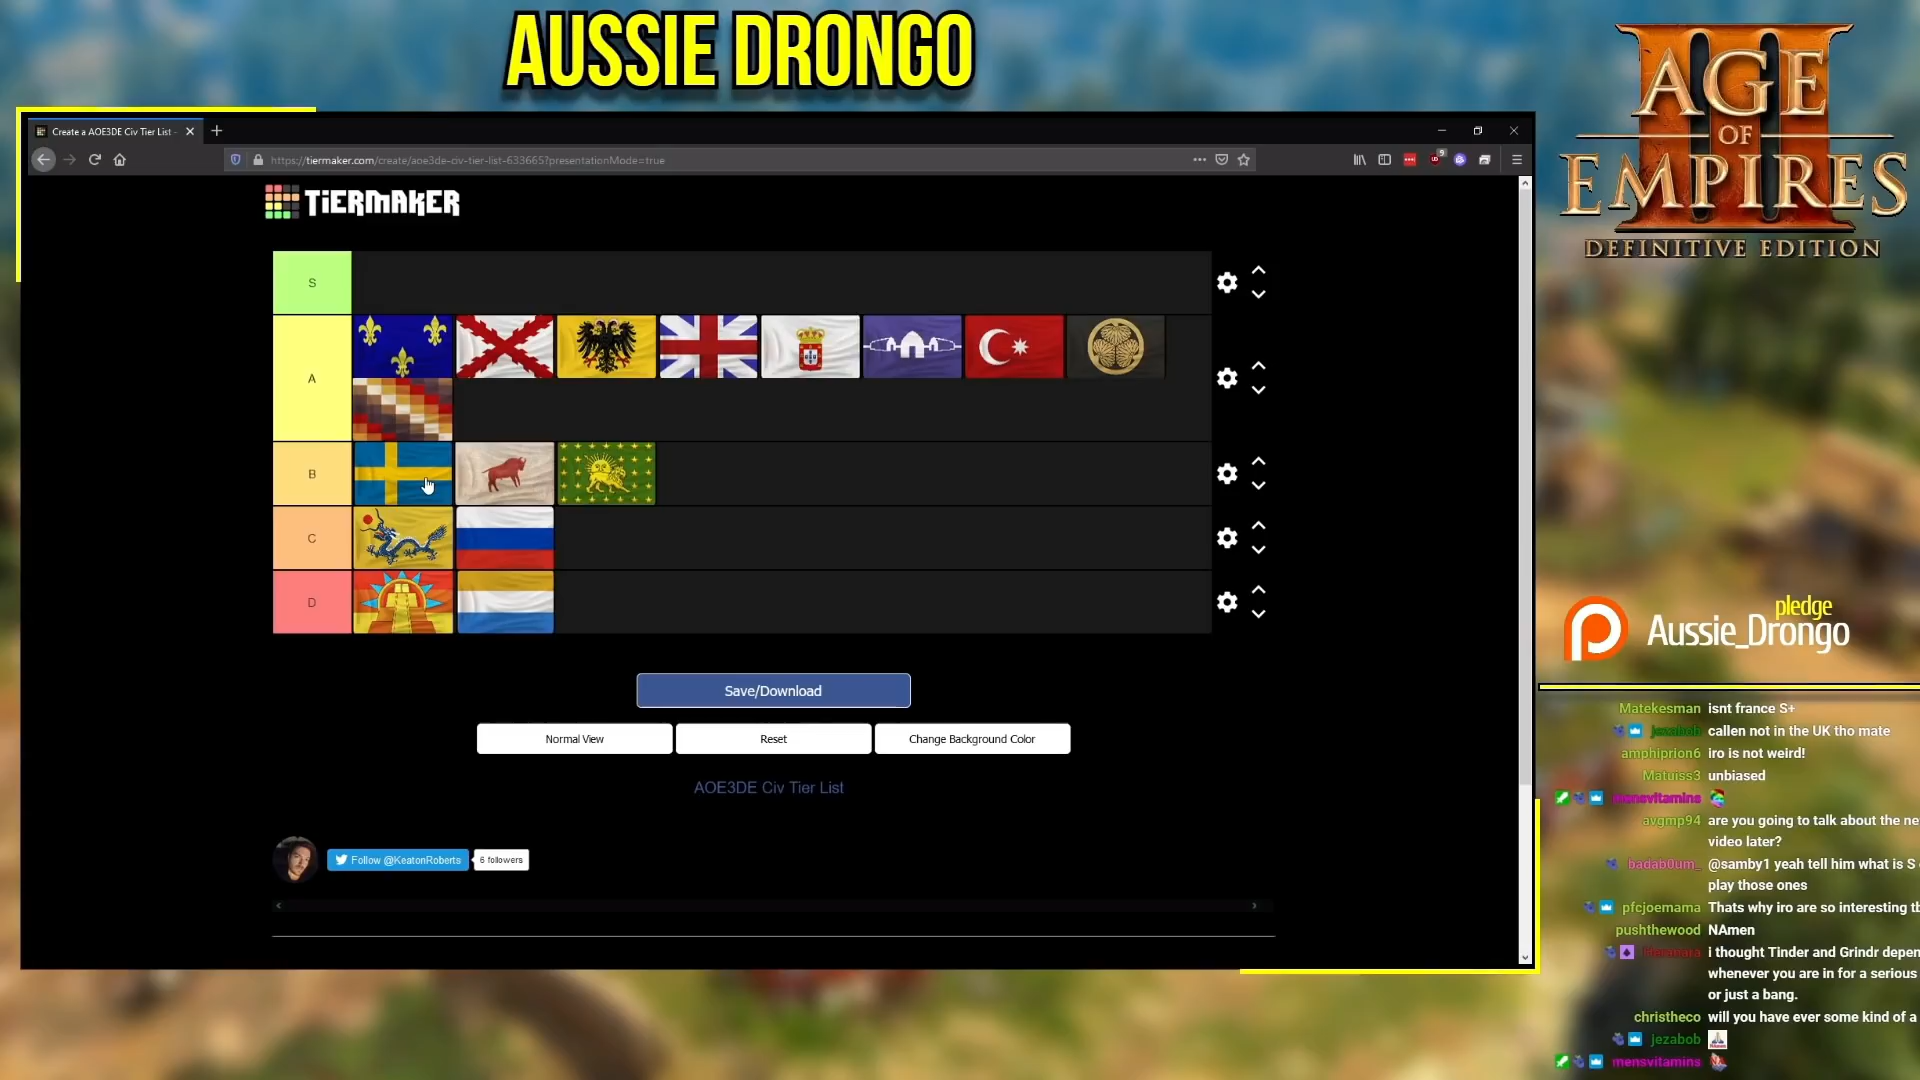 AUSSIE DRONGO
AGE
OF
EMPIRES
DEFINITIVE EDITION
Create a AOE3DE Civ Tier List -
https://tiermaker.com/create/aoe3de-civ-tier-list-633665?presentationMode=true
9
TiERMAKER
S
A
B
C
D
Save/Download
Normal View
Reset
Change Background Color
AOE3DE Civ Tier List
Follow @KeatonRoberts
6 followers
pledge
Aussie_Drongo
Matekesman isnt france S+
jezabob callen not in the UK tho mate
amphiprion6 iro is not weird!
Matuiss3 unbiased
mensvitamins
avgmp94 are you going to talk about the ne
video later?
badab0um_ @samby1 yeah tell him what is S
play those ones
pfcjoemama Thats why iro are so interesting
pushthewood NAmen
i thought Tinder and Grindr depen
whenever you are in for a serious
or just a bang.
christheco will you have ever some kind of a
jezabob
mensvitamins